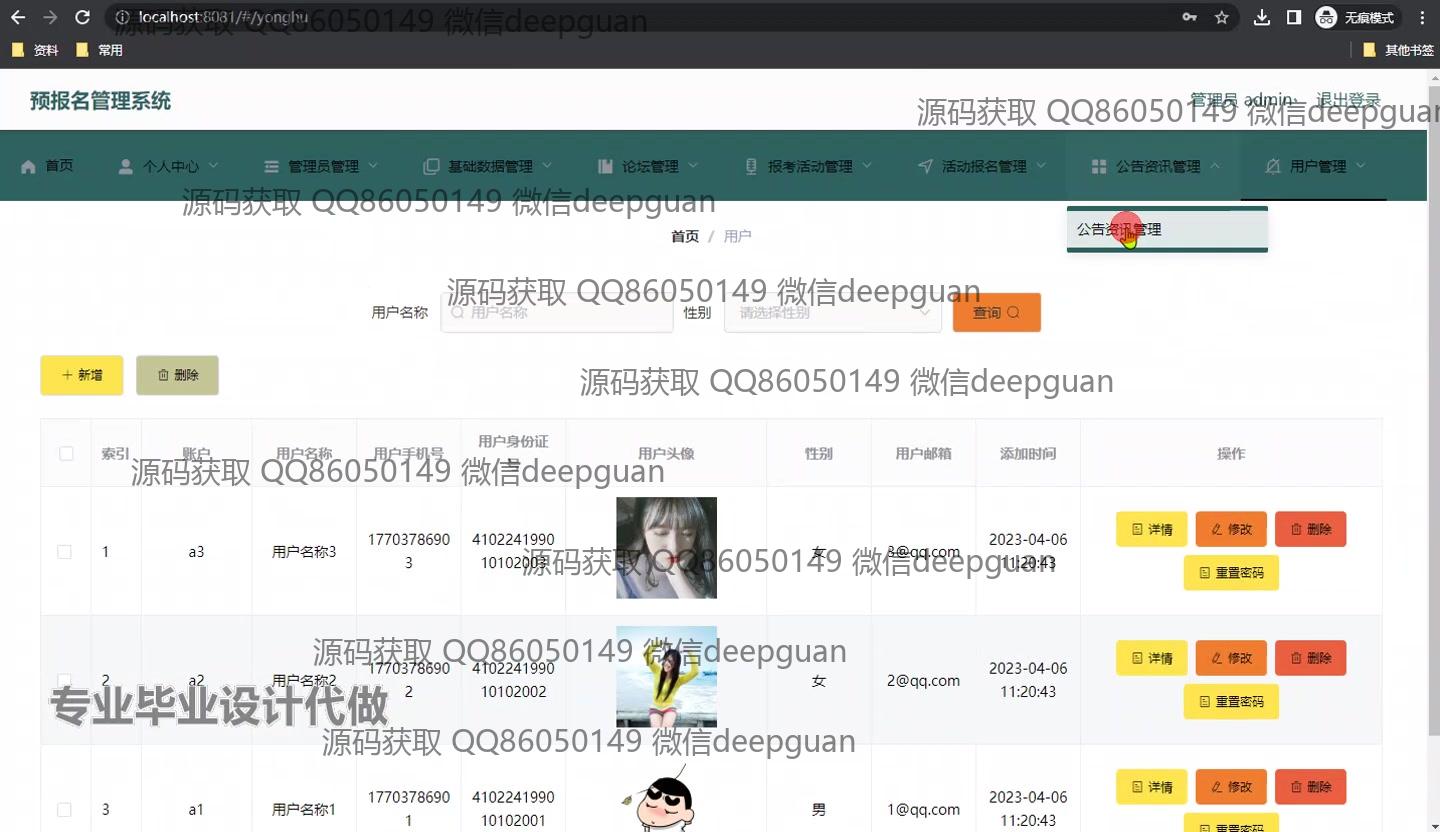 localhost:8081/#/yonghu
源码获取 QQ86050149 微信deepguan
无痕模式
资料
常用
其他书签
预报名管理系统
管理员 admin
退出登录
源码获取 QQ86050149 微信deepguan
首页
个人中心
管理员管理
基础数据管理
论坛管理
报考活动管理
活动报名管理
公告资讯管理
用户管理
源码获取 QQ86050149 微信deepguan
公告资讯管理
首页 / 用户
源码获取 QQ86050149 微信deepguan
用户名称
用户名称
性别
请选择性别
查询
+ 新增
删除
源码获取 QQ86050149 微信deepguan
索引
账户
用户名称
用户手机号
用户身份证号
用户头像
性别
用户邮箱
添加时间
操作
源码获取 QQ86050149 微信deepguan
1
a3
用户名称3
1770378690
3
4102241990
10102003
女
3@qq.com
2023-04-06
11:20:43
详情
修改
删除
重置密码
源码获取 QQ86050149 微信deepguan
源码获取 QQ86050149 微信deepguan
2
a2
用户名称2
1770378690
2
4102241990
10102002
女
2@qq.com
2023-04-06
11:20:43
详情
修改
删除
重置密码
专业毕业设计代做
源码获取 QQ86050149 微信deepguan
3
a1
用户名称1
1770378690
1
4102241990
10102001
男
1@qq.com
2023-04-06
11:20:43
详情
修改
删除
重置密码